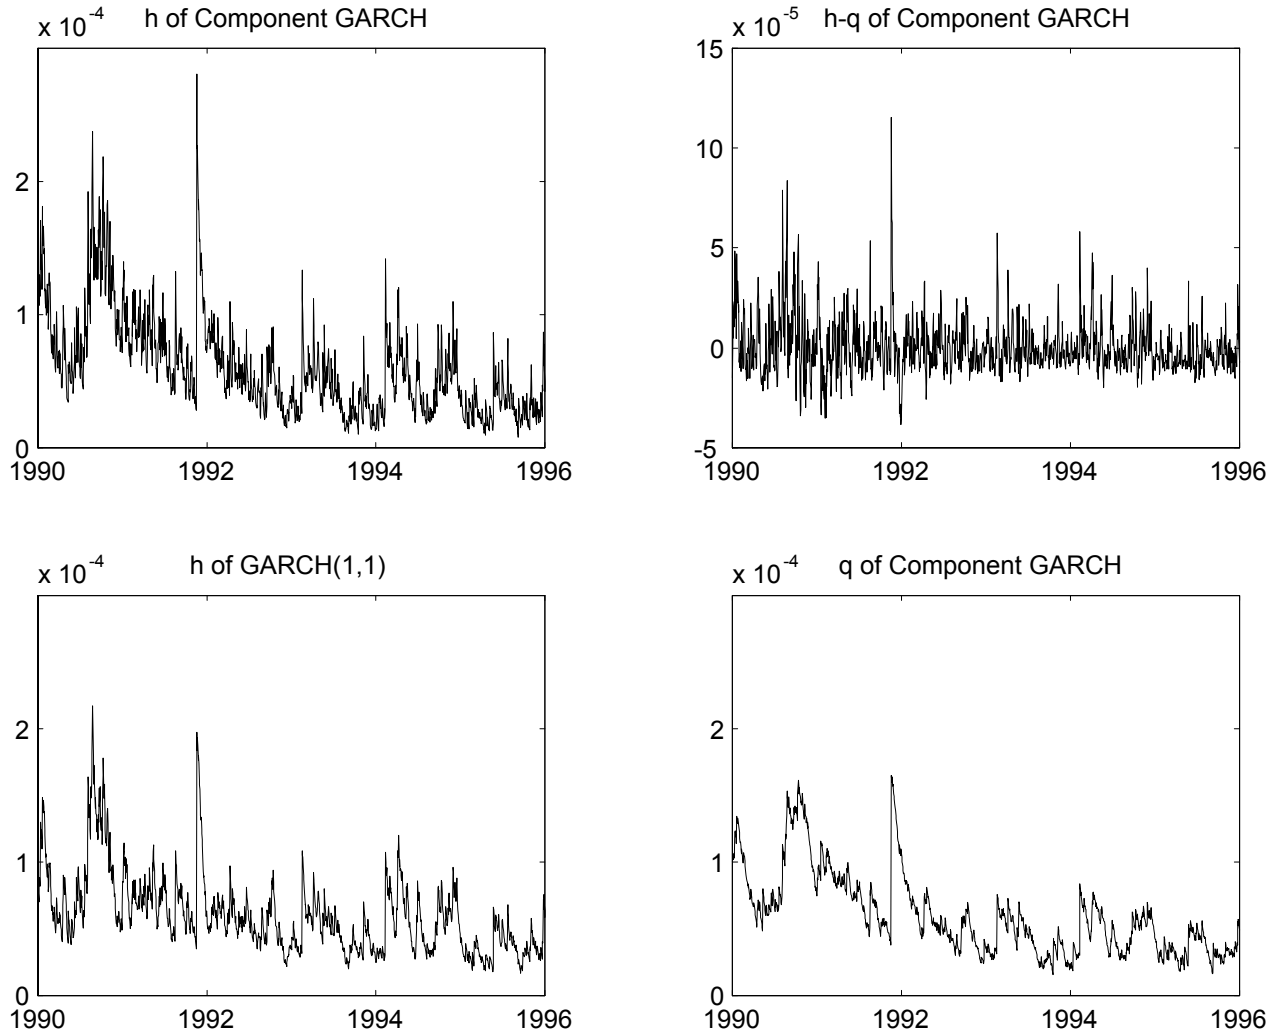 x 10-4 h of Component GARCH
2
1
0
1990 1992 1994 1996
x 10-5 h-q of Component GARCH
15
10
5
0
-5
1990 1992 1994 1996
x 10-4 h of GARCH(1,1)
2
1
0
1990 1992 1994 1996
x 10-4 q of Component GARCH
2
1
0
1990 1992 1994 1996